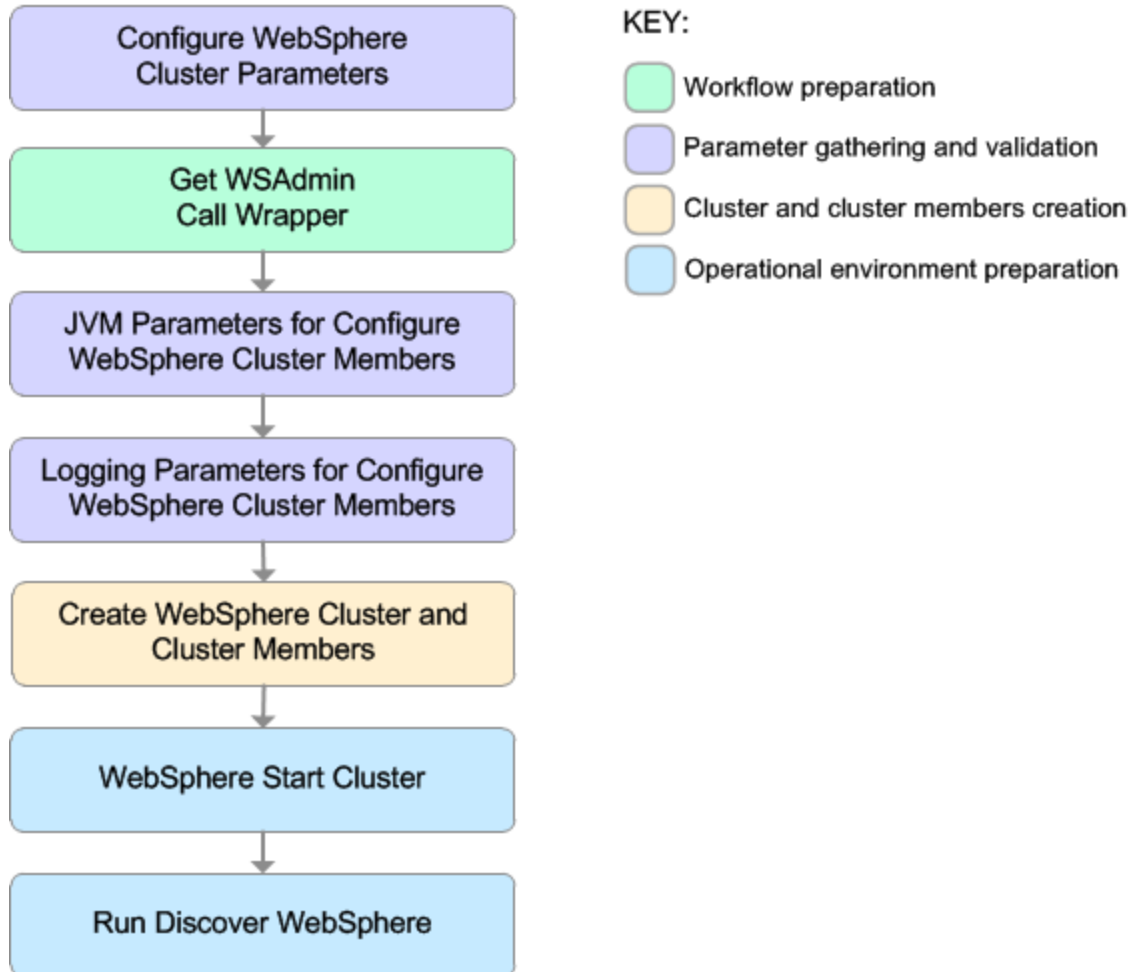 Configure WebSphere
Cluster Parameters
Get WSAdmin
Call Wrapper
JVM Parameters for Configure
WebSphere Cluster Members
Logging Parameters for Configure
WebSphere Cluster Members
Create WebSphere Cluster and
Cluster Members
WebSphere Start Cluster
Run Discover WebSphere
KEY:
Workflow preparation
Parameter gathering and validation
Cluster and cluster members creation
Operational environment preparation